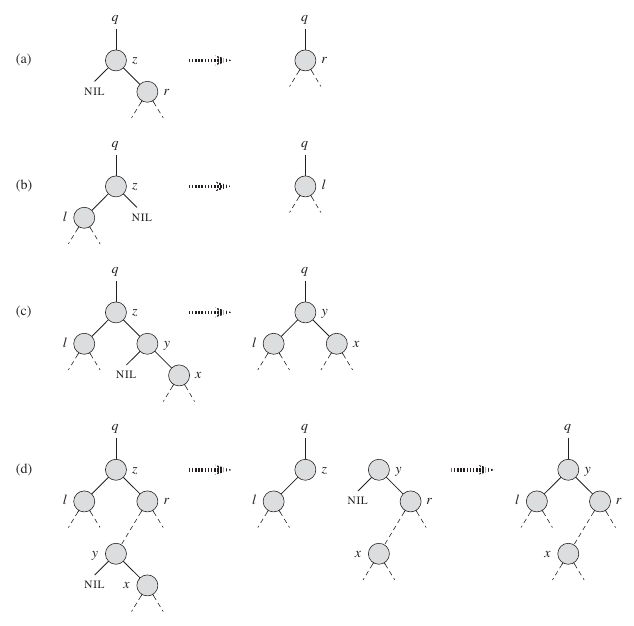 q
(a) z r
NIL r
q
(b) z l
l NIL
q q
(c) z y
l y l x
NIL x
q q q
(d) z z y y
l r l NIL r l r
y x x
NIL x